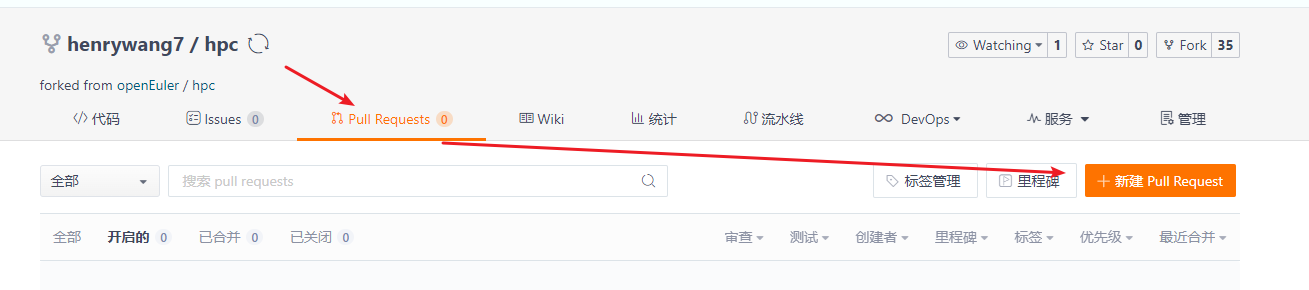 henrywang7 / hpc
Watching 1 Star 0 Fork 35
forked from openEuler / hpc
代码 Issues 0 Pull Requests 0 Wiki 统计 流水线 DevOps 服务 管理
全部 搜索 pull requests 标签管理 里程碑 + 新建 Pull Request
全部 开启的 0 已合并 0 已关闭 0 审查 测试 创建者 里程碑 标签 优先级 最近合并